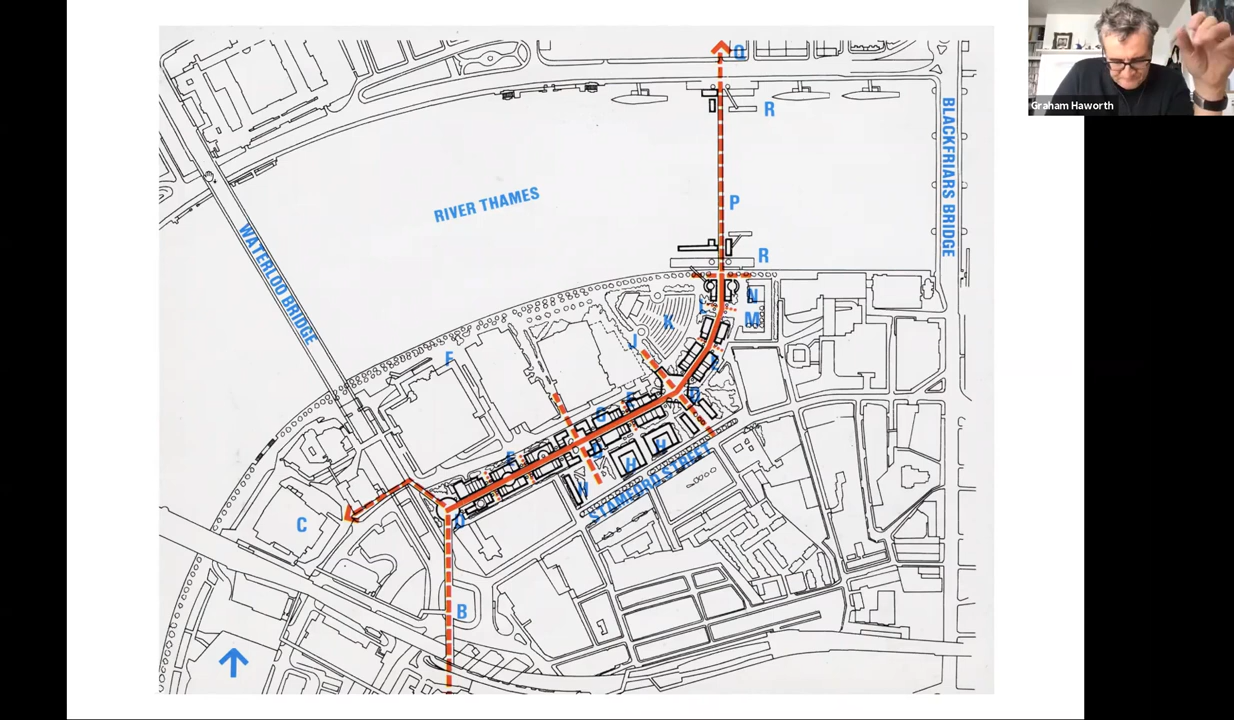 Q
Graham Haworth
R
BLACKFRIARS BRIDGE
RIVER THAMES
P
WATERLOO BRIDGE
R
N
L
M
K
J
F
E
D
F
G
E
H
H
H
STAMFORD STREET
C
D
B